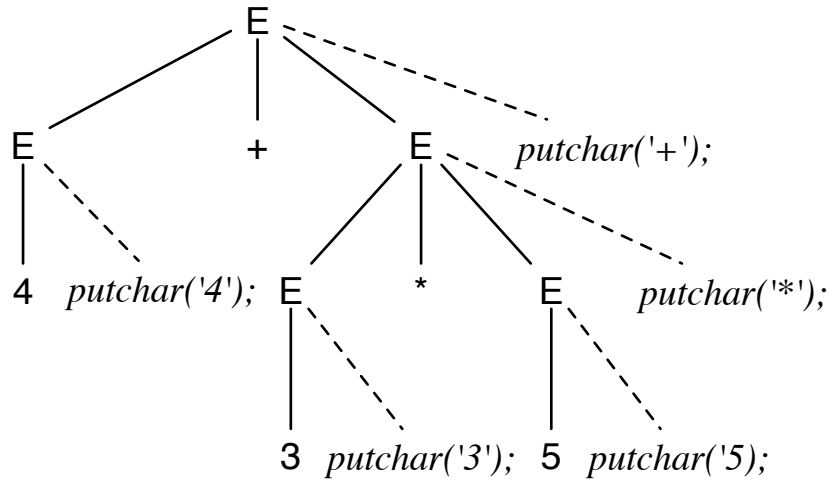 E
E + E putchar('+');
4 putchar('4'); E * E putchar('*');
3 putchar('3'); 5 putchar('5);